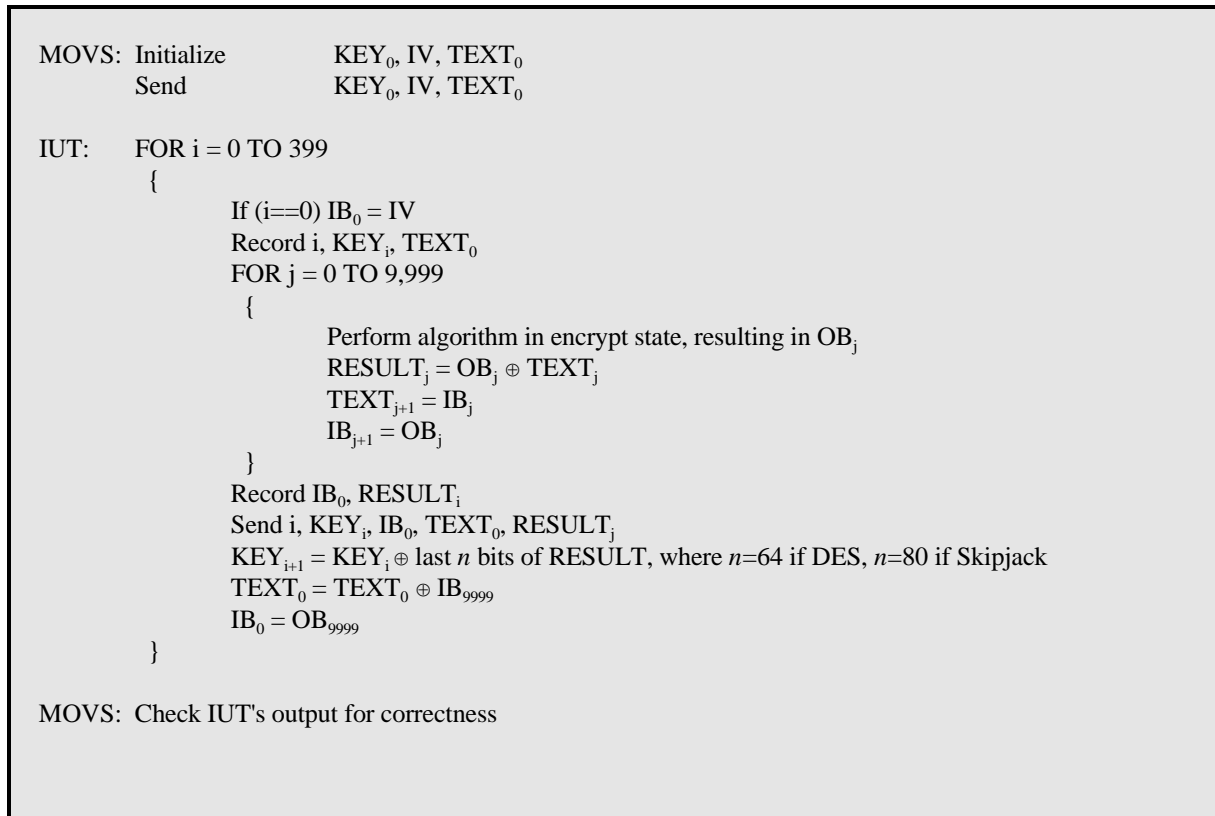 MOVS: Initialize KEY₀, IV, TEXT₀
Send KEY₀, IV, TEXT₀
IUT: FOR i = 0 TO 399
{
If (i==0) IB₀ = IV
Record i, KEYᵢ, TEXT₀
FOR j = 0 TO 9,999
{
Perform algorithm in encrypt state, resulting in OBⱼ
RESULTⱼ = OBⱼ ⊕ TEXTⱼ
TEXTⱼ₊₁ = IBⱼ
IBⱼ₊₁ = OBⱼ
}
Record IB₀, RESULTᵢ
Send i, KEYᵢ, IB₀, TEXT₀, RESULTⱼ
KEYᵢ₊₁ = KEYᵢ ⊕ last n bits of RESULT, where n=64 if DES, n=80 if Skipjack
TEXT₀ = TEXT₀ ⊕ IB₉₉₉₉
IB₀ = OB₉₉₉₉
}
MOVS: Check IUT's output for correctness